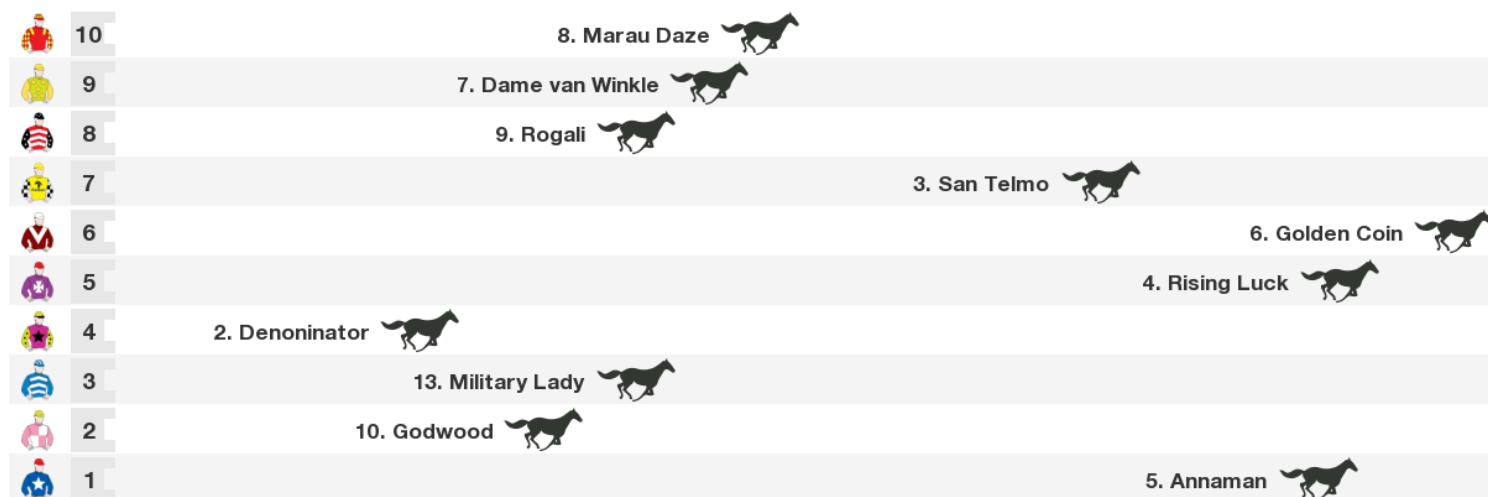 10 8. Marau Daze
9 7. Dame van Winkle
8 9. Rogali
7 3. San Telmo
6 6. Golden Coin
5 4. Rising Luck
4 2. Denoninator
3 13. Military Lady
2 10. Godwood
1 5. Annaman